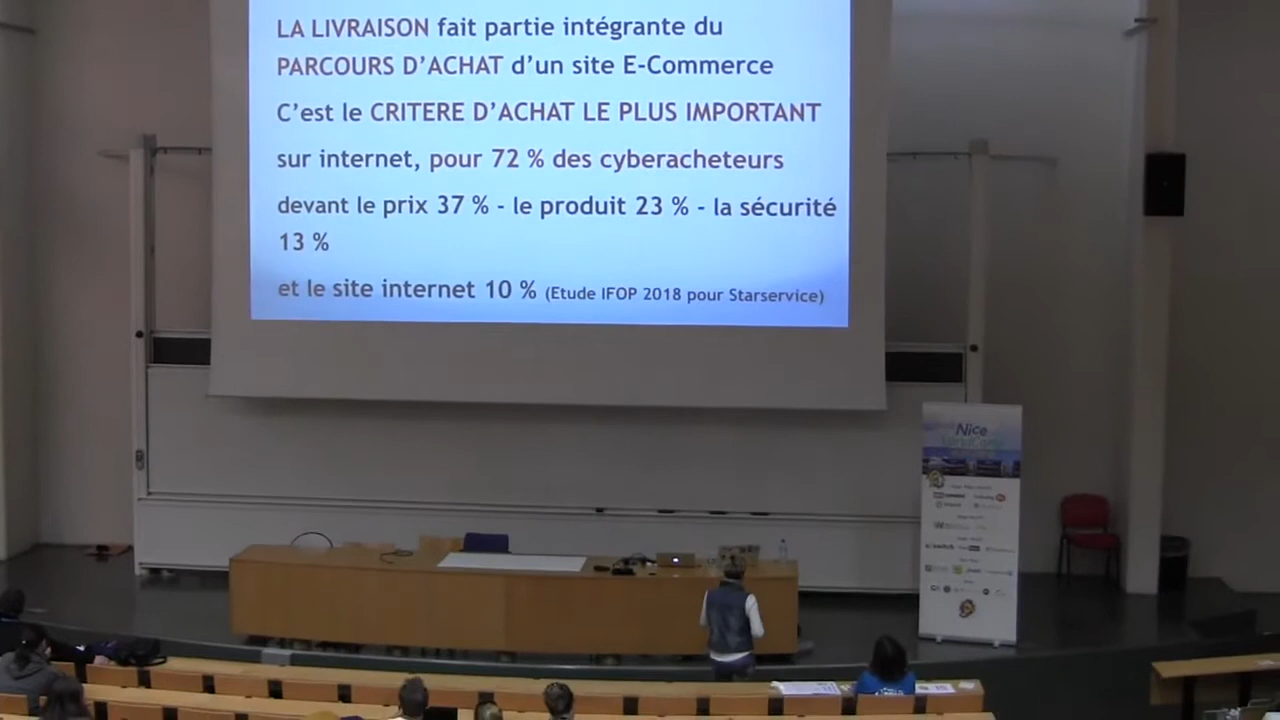 LA LIVRAISON fait partie intégrante du
PARCOURS D’ACHAT d’un site E-Commerce
C’est le CRITERE D’ACHAT LE PLUS IMPORTANT
sur internet, pour 72 % des cyberacheteurs
devant le prix 37 % - le produit 23 % - la sécurité
13 %
et le site internet 10 % (Etude IFOP 2018 pour Starservice)
Nice